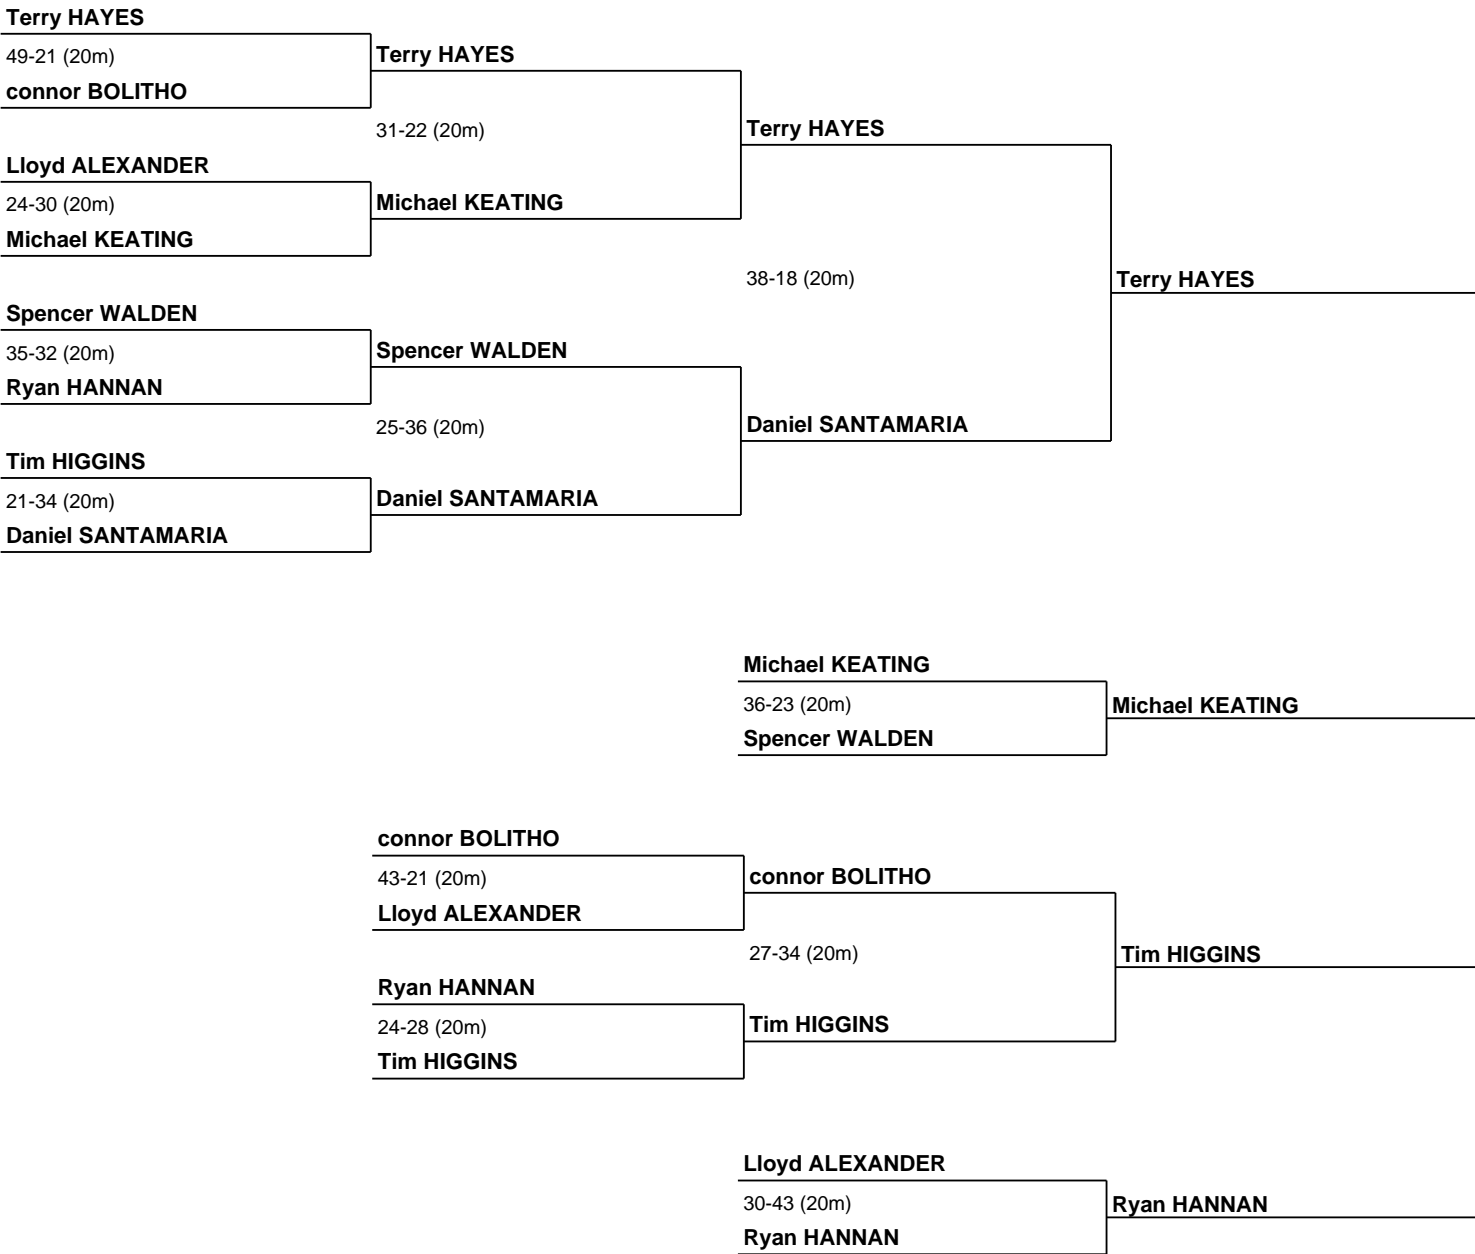 Terry HAYES
49-21 (20m)
connor BOLITHO
Terry HAYES
31-22 (20m)
Lloyd ALEXANDER
24-30 (20m)
Michael KEATING
Michael KEATING
Terry HAYES
38-18 (20m)
Terry HAYES
Spencer WALDEN
35-32 (20m)
Ryan HANNAN
Spencer WALDEN
25-36 (20m)
Tim HIGGINS
21-34 (20m)
Daniel SANTAMARIA
Daniel SANTAMARIA
Daniel SANTAMARIA
Michael KEATING
36-23 (20m)
Spencer WALDEN
Michael KEATING
connor BOLITHO
43-21 (20m)
Lloyd ALEXANDER
connor BOLITHO
27-34 (20m)
Ryan HANNAN
24-28 (20m)
Tim HIGGINS
Tim HIGGINS
Tim HIGGINS
Lloyd ALEXANDER
30-43 (20m)
Ryan HANNAN
Ryan HANNAN